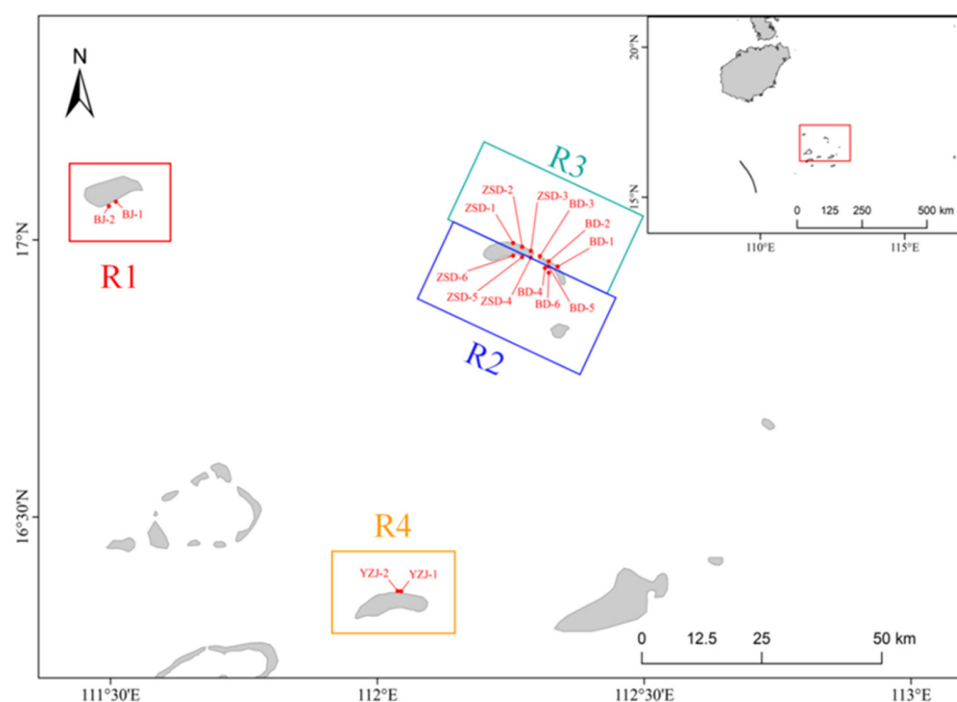 N
20°N
15°N
0 125 250 500 km
110°E
115°E
R3
ZSD-2
ZSD-3
BD-3
ZSD-1
BD-2
BD-1
BJ-2
BJ-1
17°N
R1
ZSD-6
ZSD-5
ZSD-4
BD-4
BD-6
BD-5
R2
16°30'N
R4
YZJ-2
YZJ-1
0 12.5 25 50 km
111°30'E
112°E
112°30'E
113°E